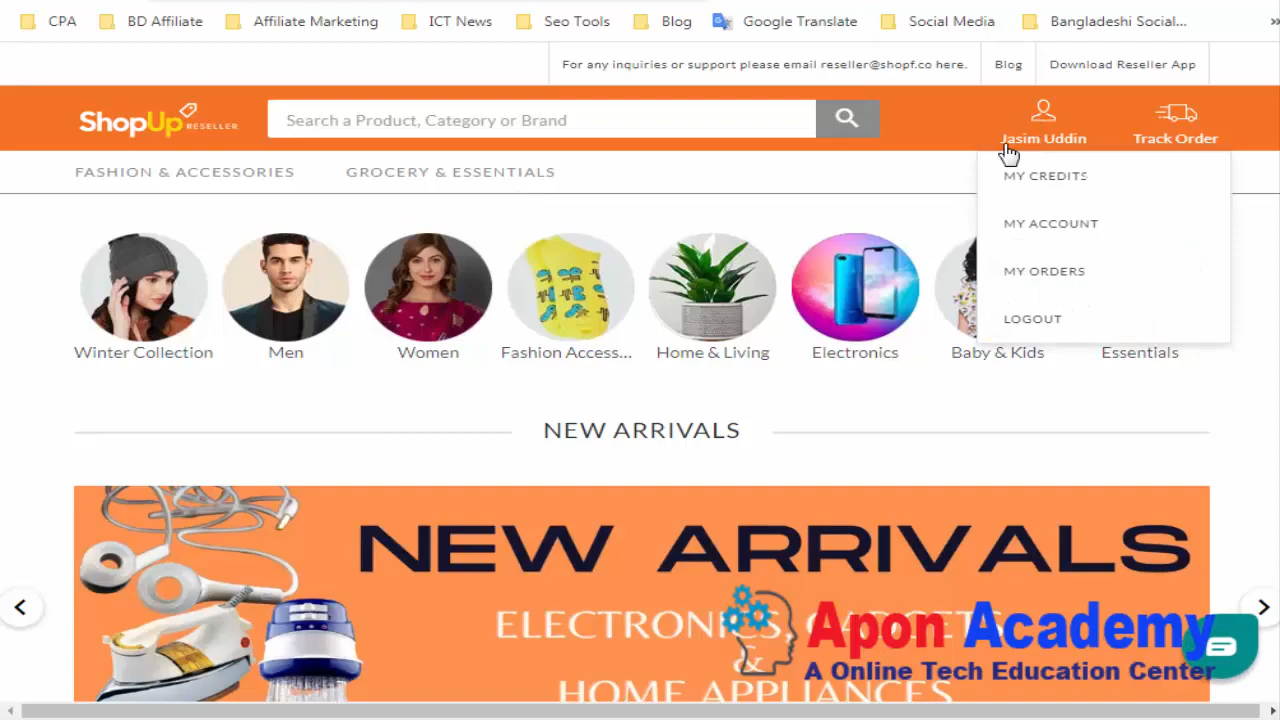 CPA BD Affiliate Affiliate Marketing ICT News Seo Tools Blog Google Translate Social Media Bangladeshi Social... »
For any inquiries or support please email reseller@shopf.co here. Blog Download Reseller App
ShopUp RESELLER Search a Product, Category or Brand Jasim Uddin Track Order
FASHION & ACCESSORIES GROCERY & ESSENTIALS
MY CREDITS
MY ACCOUNT
MY ORDERS
LOGOUT
Winter Collection Men Women Fashion Access... Home & Living Electronics Baby & Kids Essentials
NEW ARRIVALS
NEW ARRIVALS
ELECTRONICS, GADGETS
&
HOME APPLIANCES
Apon Academy
A Online Tech Education Center